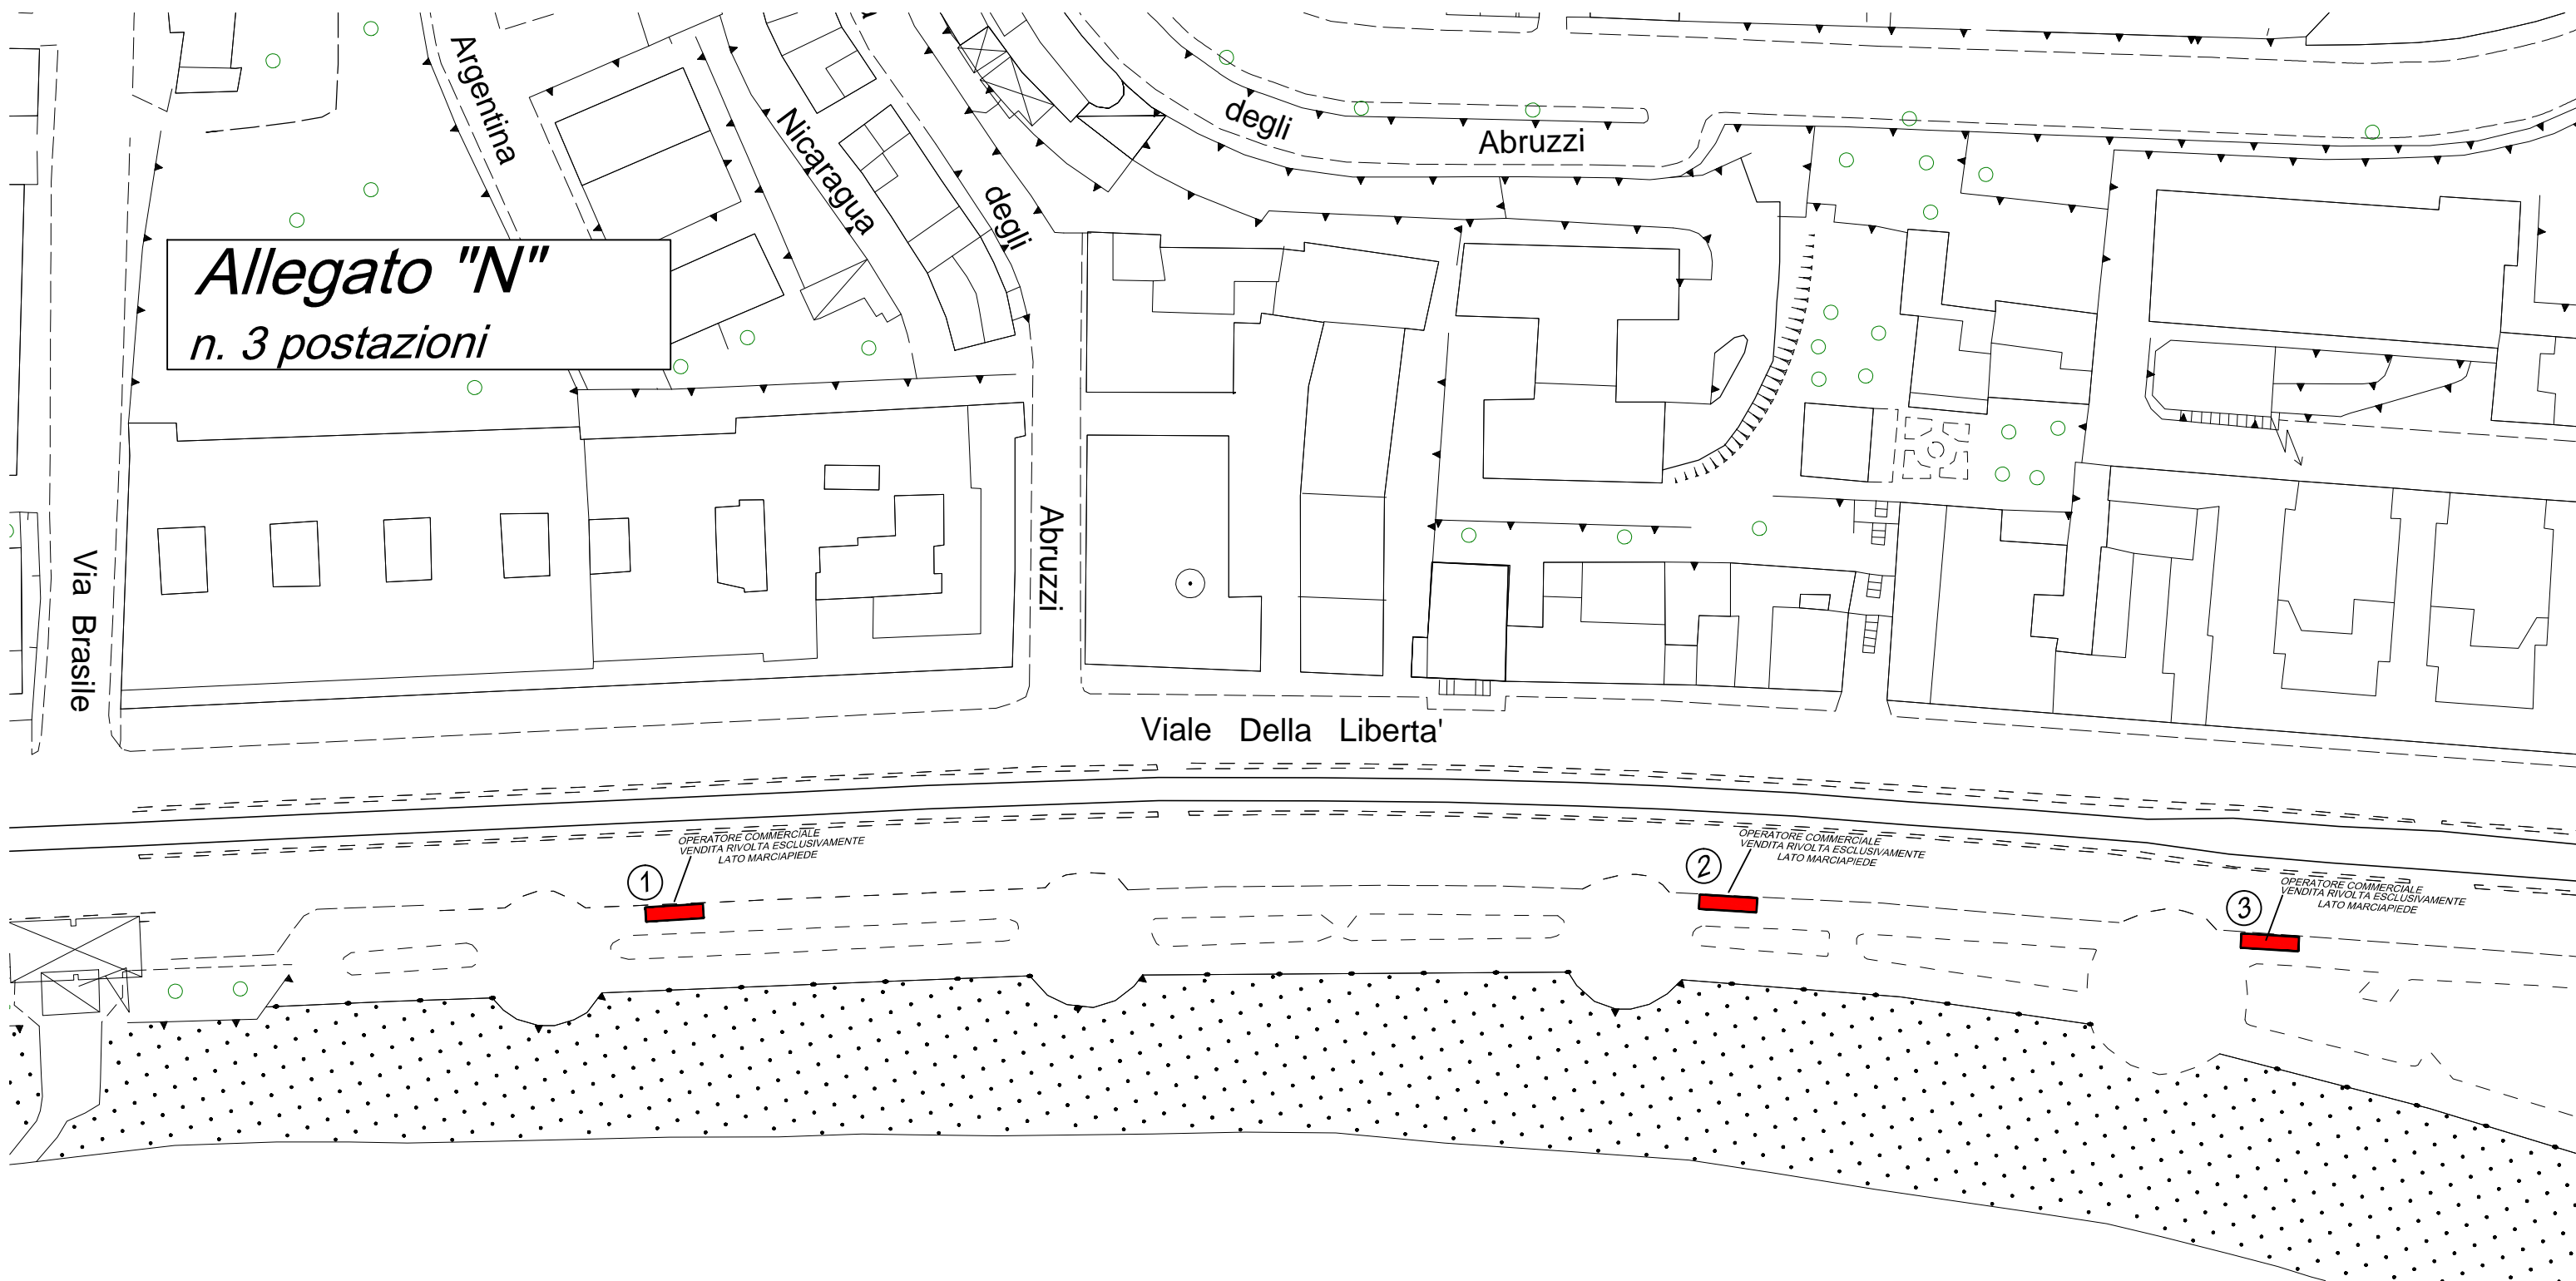 Argentina
Nicaragua
degli
Abruzzi
degli
Abruzzi
Allegato "N"
n. 3 postazioni
Via Brasile
Viale Della Liberta'
OPERATORE COMMERCIALE
VENDITA RIVOLTA ESCLUSIVAMENTE
LATO MARCIAPIEDE
1
OPERATORE COMMERCIALE
VENDITA RIVOLTA ESCLUSIVAMENTE
LATO MARCIAPIEDE
2
OPERATORE COMMERCIALE
VENDITA RIVOLTA ESCLUSIVAMENTE
LATO MARCIAPIEDE
3